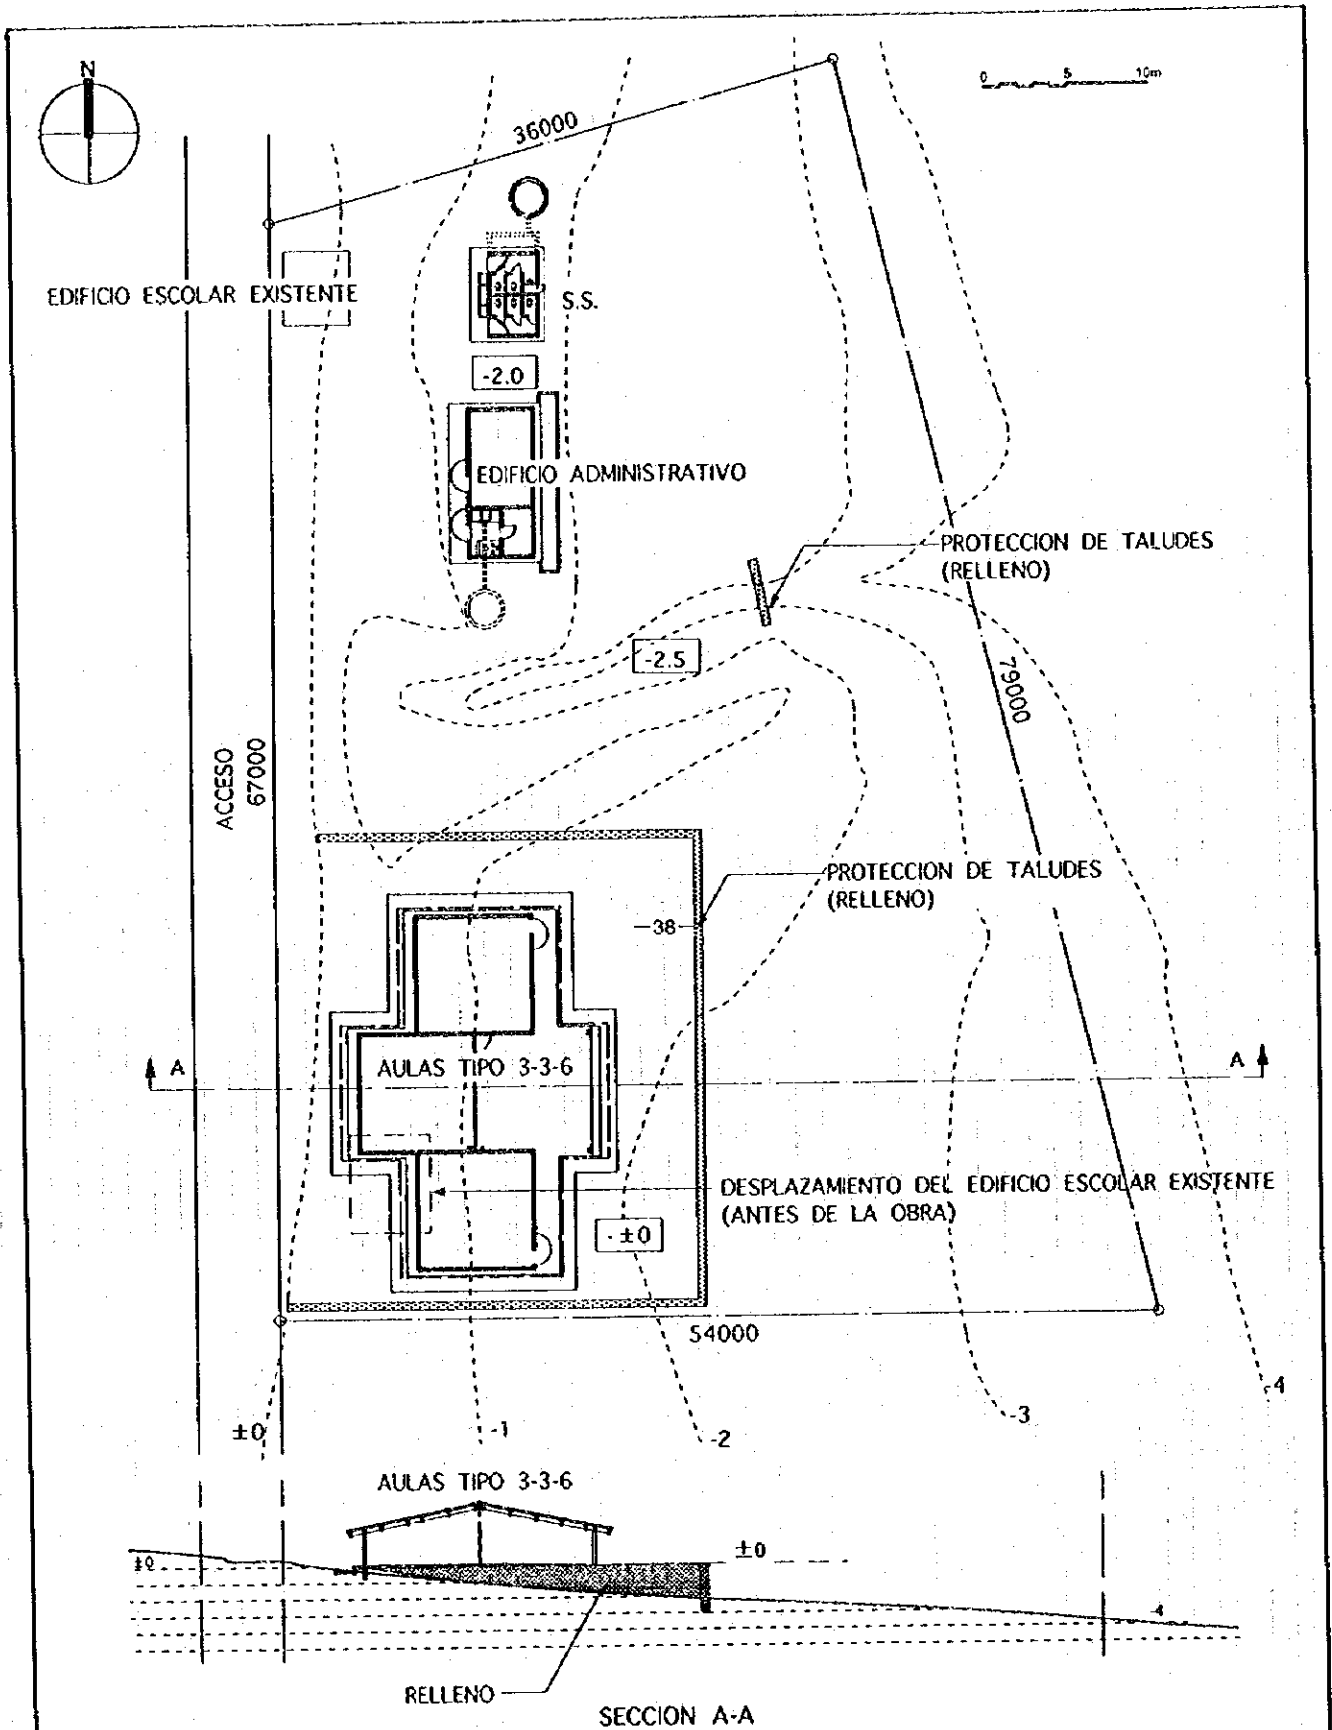 N
0 5 10m
36000
EDIFICIO ESCOLAR EXISTENTE
S.S.
-2.0
EDIFICIO ADMINISTRATIVO
PROTECCION DE TALUDES
(RELLENO)
-2.5
79000
ACCESO
67000
PROTECCION DE TALUDES
(RELLENO)
38
A
AULAS TIPO 3-3-6
A
DESPLAZAMIENTO DEL EDIFICIO ESCOLAR EXISTENTE
(ANTES DE LA OBRA)
±0
54000
±0
-1
-2
-3
-4
AULAS TIPO 3-3-6
±0
±0
-4
RELLENO
SECCION A-A